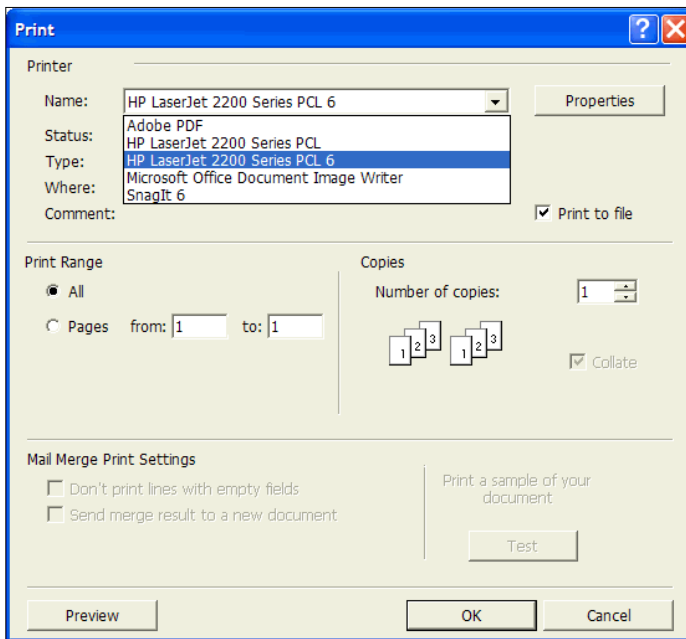 Print
Printer
Name: HP LaserJet 2200 Series PCL 6 Properties
Adobe PDF
Status: HP LaserJet 2200 Series PCL
Type: HP LaserJet 2200 Series PCL 6
Where: Microsoft Office Document Image Writer
SnagIt 6
Comment: Print to file
Print Range Copies
All Number of copies: 1
Pages from: 1 to: 1
1 2 3 1 2 3
Collate
Mail Merge Print Settings
Don't print lines with empty fields
Send merge result to a new document
Print a sample of your
document
Test
Preview OK Cancel